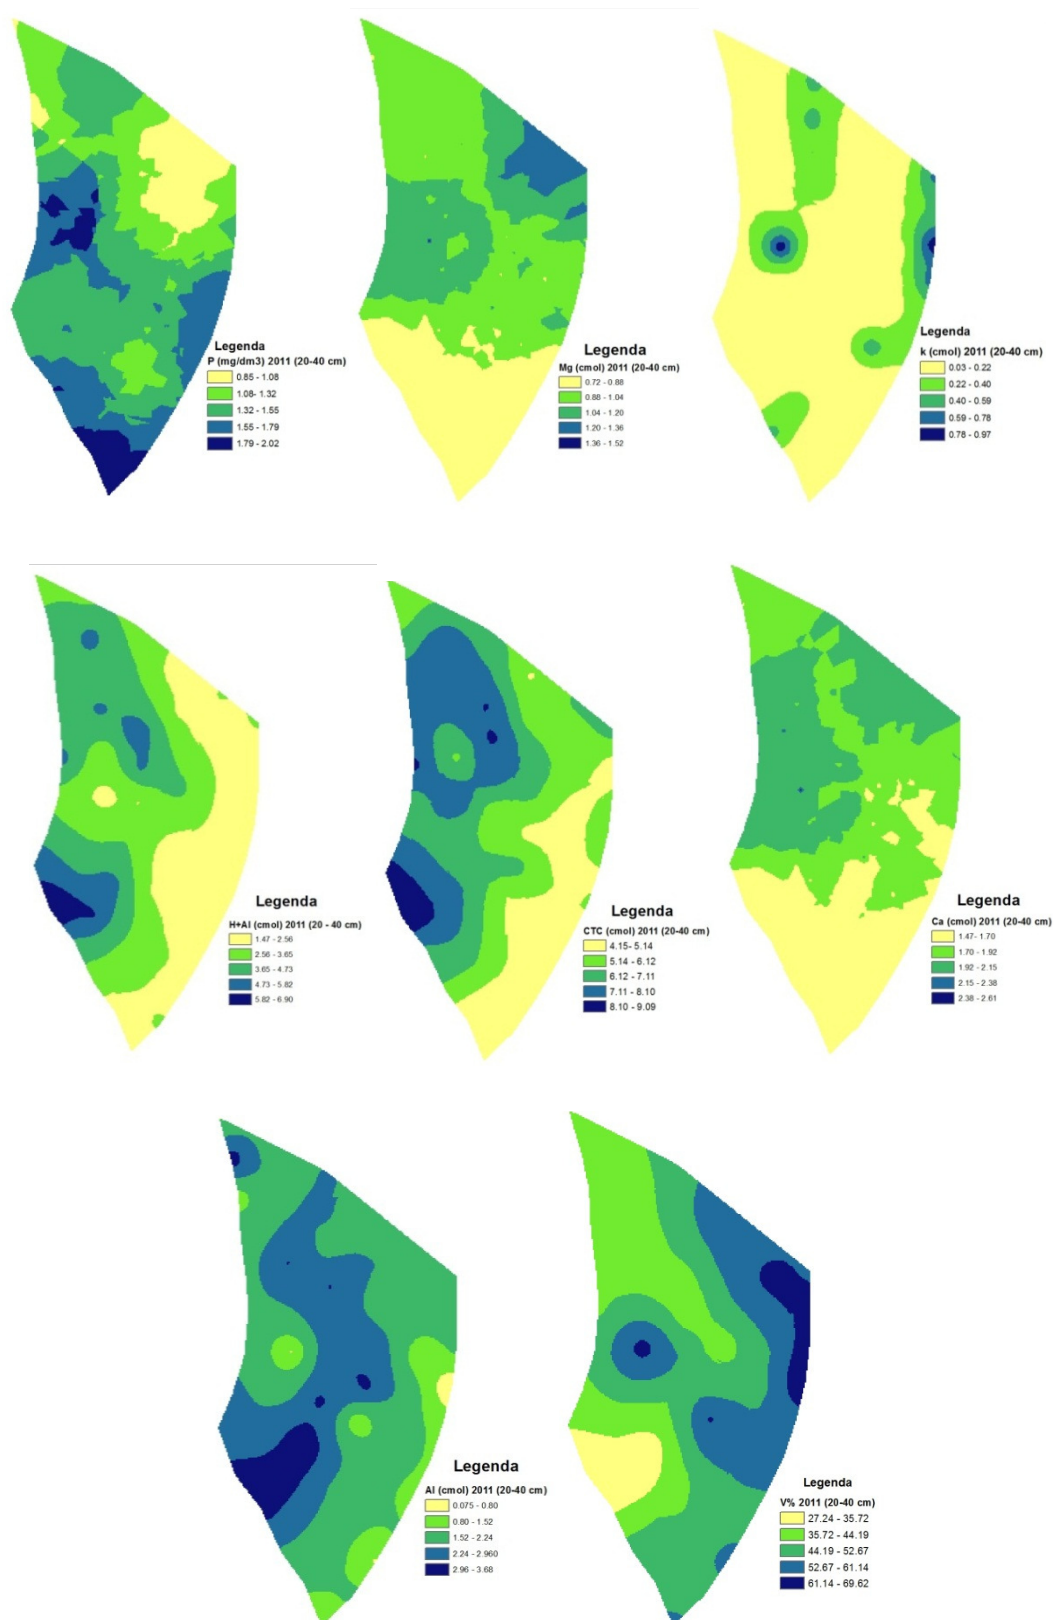 Legenda
P (mg/dm3) 2011 (20-40 cm)
0.85 - 1.08
1.08- 1.32
1.32 - 1.55
1.55 - 1.79
1.79 - 2.02
Legenda
Mg (cmol) 2011 (20-40 cm)
0.72 - 0.88
0.88 - 1.04
1.04 - 1.20
1.20 - 1.36
1.36 - 1.52
Legenda
k (cmol) 2011 (20-40 cm)
0.03 - 0.22
0.22 - 0.40
0.40 - 0.59
0.59 - 0.78
0.78 - 0.97
Legenda
H+Al (cmol) 2011 (20 - 40 cm)
1.47 - 2.56
2.56 - 3.65
3.65 - 4.73
4.73 - 5.82
5.82 - 6.90
Legenda
CTC (cmol) 2011 (20-40 cm)
4.15- 5.14
5.14 - 6.12
6.12 - 7.11
7.11 - 8.10
8.10 - 9.09
Legenda
Ca (cmol) 2011 (20-40 cm)
1.47 - 1.70
1.70 - 1.92
1.92 - 2.15
2.15 - 2.38
2.38 - 2.61
Legenda
Al (cmol) 2011 (20-40 cm)
0.075 - 0.80
0.80 - 1.52
1.52 - 2.24
2.24 - 2.960
2.96 - 3.68
Legenda
V% 2011 (20-40 cm)
27.24 - 35.72
35.72 - 44.19
44.19 - 52.67
52.67 - 61.14
61.14 - 69.62